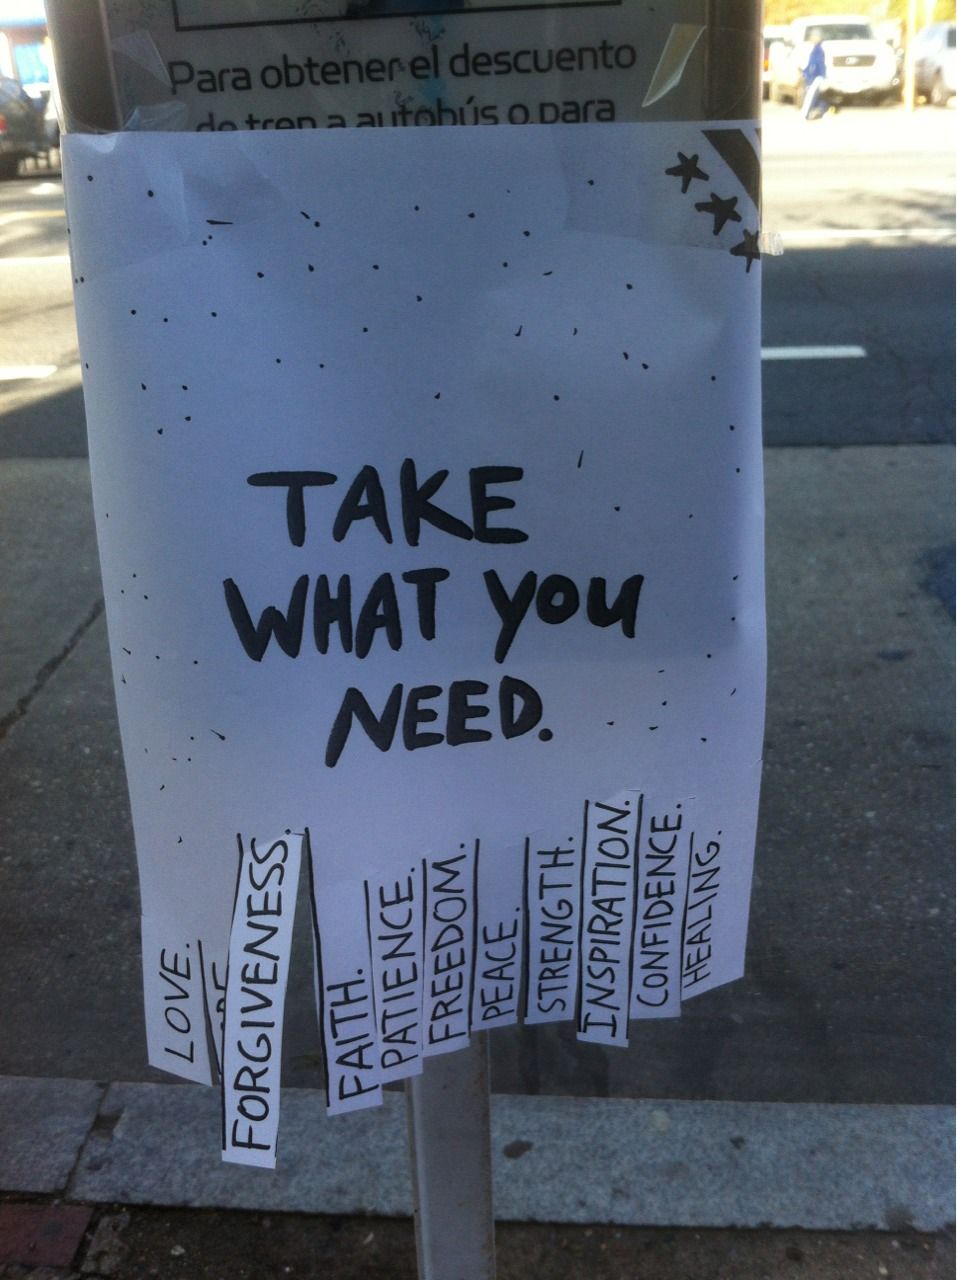 Para obtener el descuento
de tren a autobús o para
TAKE
WHAT YOU
NEED.
LOVE.
FORGIVENESS.
FAITH.
PATIENCE.
FREEDOM.
PEACE.
STRENGTH.
INSPIRATION.
CONFIDENCE.
HEALING.